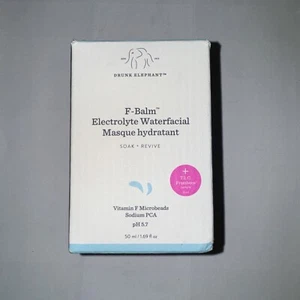 DRUNK ELEPHANT™
F-Balm™
Electrolyte Waterfacial
Masque hydratant
SOAK + REVIVE
+
Vitamin F Microbeads
Sodium PCA
pH 5.7
50 ml / 1.69 fl oz